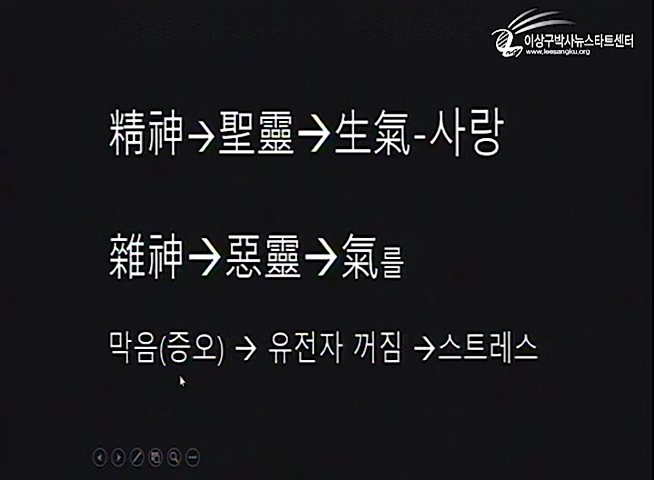 이상구박사뉴스타트센터
www.leesangku.org
精神→聖靈→生氣-사랑
雜神→惡靈→氣를
막음(증오) → 유전자 꺼짐 →스트레스